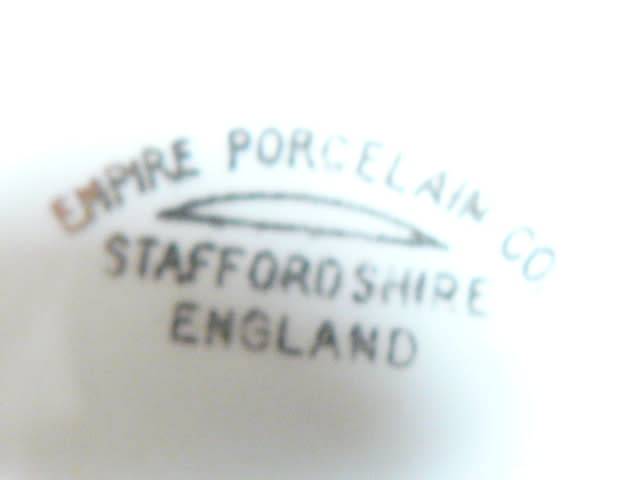 EMPIRE PORCELAIN CO
STAFFORDSHIRE
ENGLAND